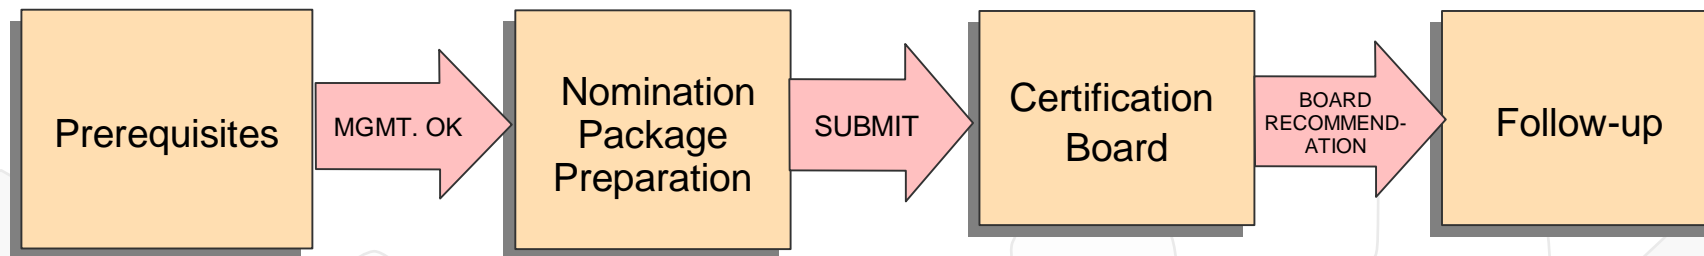 Prerequisites
MGMT. OK
Nomination
Package
Preparation
SUBMIT
Certification
Board
BOARD
RECOMMEND-
ATION
Follow-up